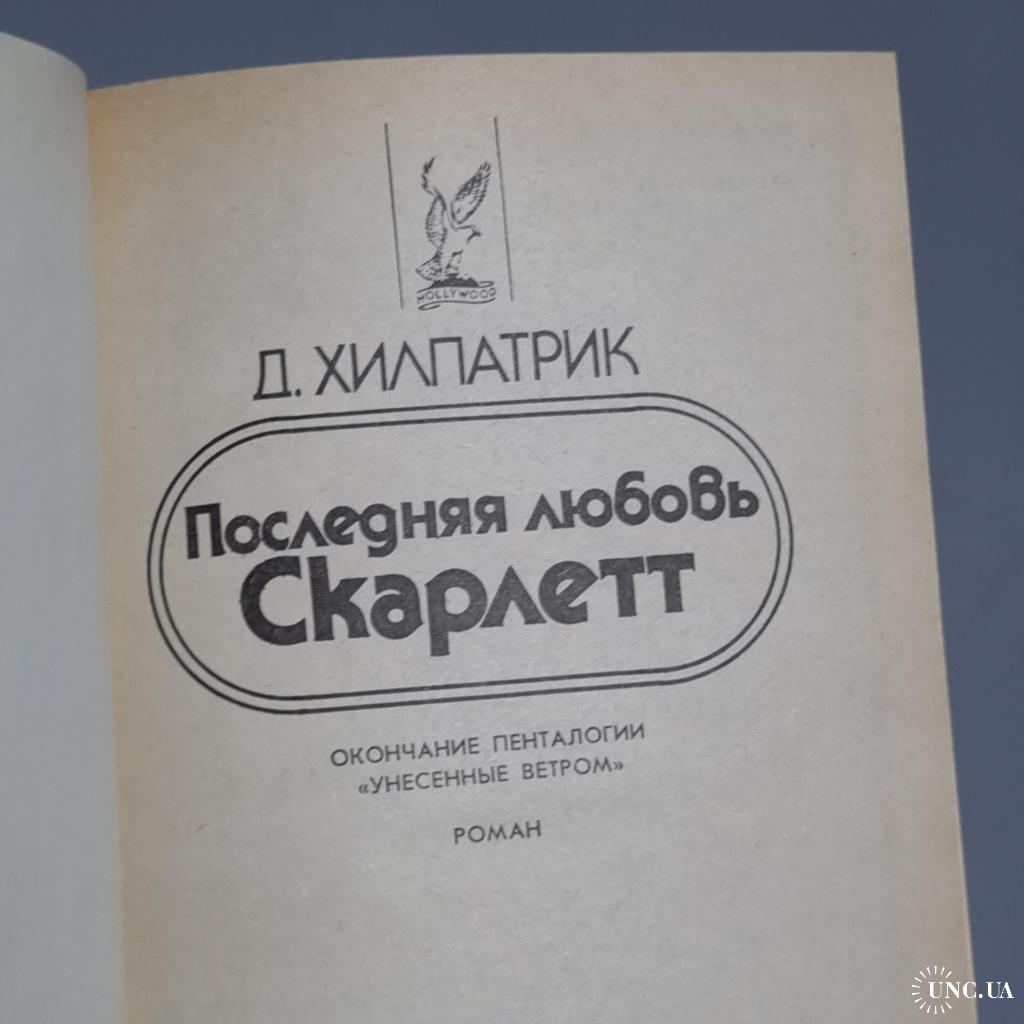 HOLLYWOOD
Д. ХИЛПАТРИК
Последняя любовь
Скарлетт
ОКОНЧАНИЕ ПЕНТАЛОГИИ
«УНЕСЕННЫЕ ВЕТРОМ»
РОМАН
UNC.UA